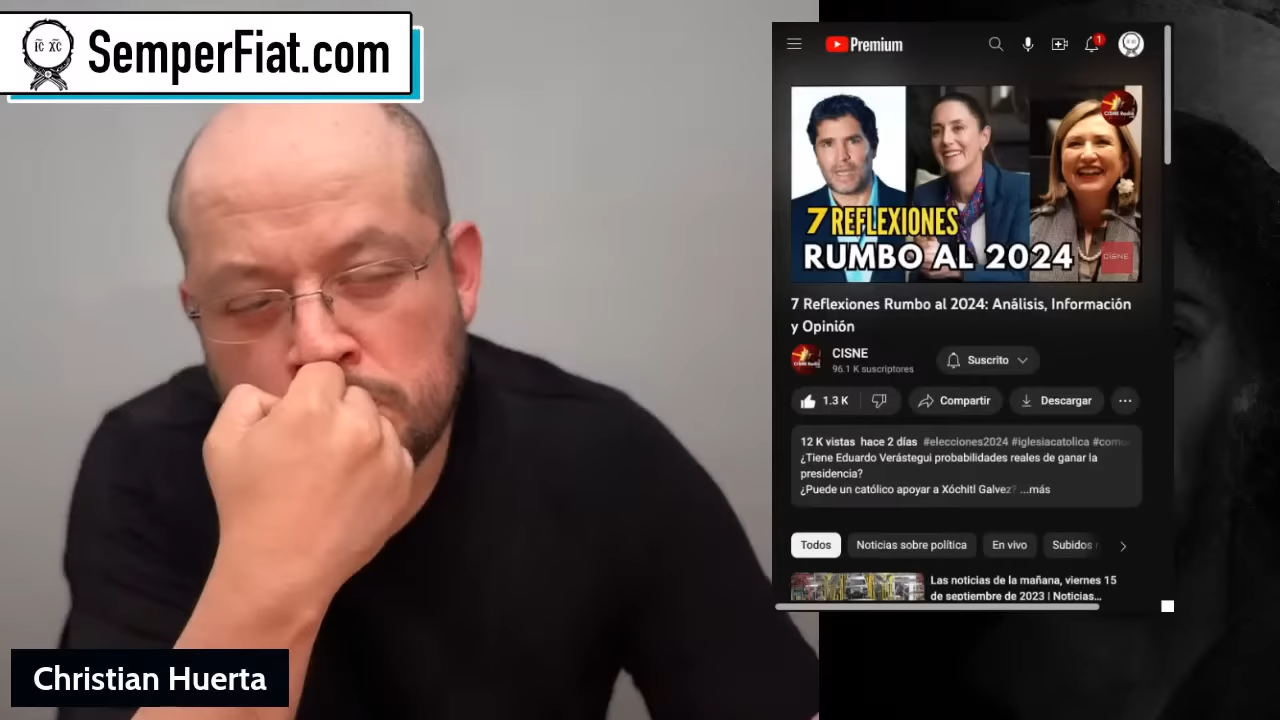 IC XC
SemperFiat.com
Christian Huerta
Premium
1
CISNE Radio
7 REFLEXIONES
RUMBO AL 2024
CISNE
7 Reflexiones Rumbo al 2024: Análisis, Información
y Opinión
CISNE
96.1 K suscriptores
Suscrito
1.3 K
Compartir
Descargar
12 K vistas hace 2 días #elecciones2024 #iglesiacatolica
¿Tiene Eduardo Verástegui probabilidades reales de ganar la
presidencia?
¿Puede un católico apoyar a Xóchitl Galvez? ...más
Todos
Noticias sobre política
En vivo
Subidos
Las noticias de la mañana, viernes 15
de septiembre de 2023 | Noticias...